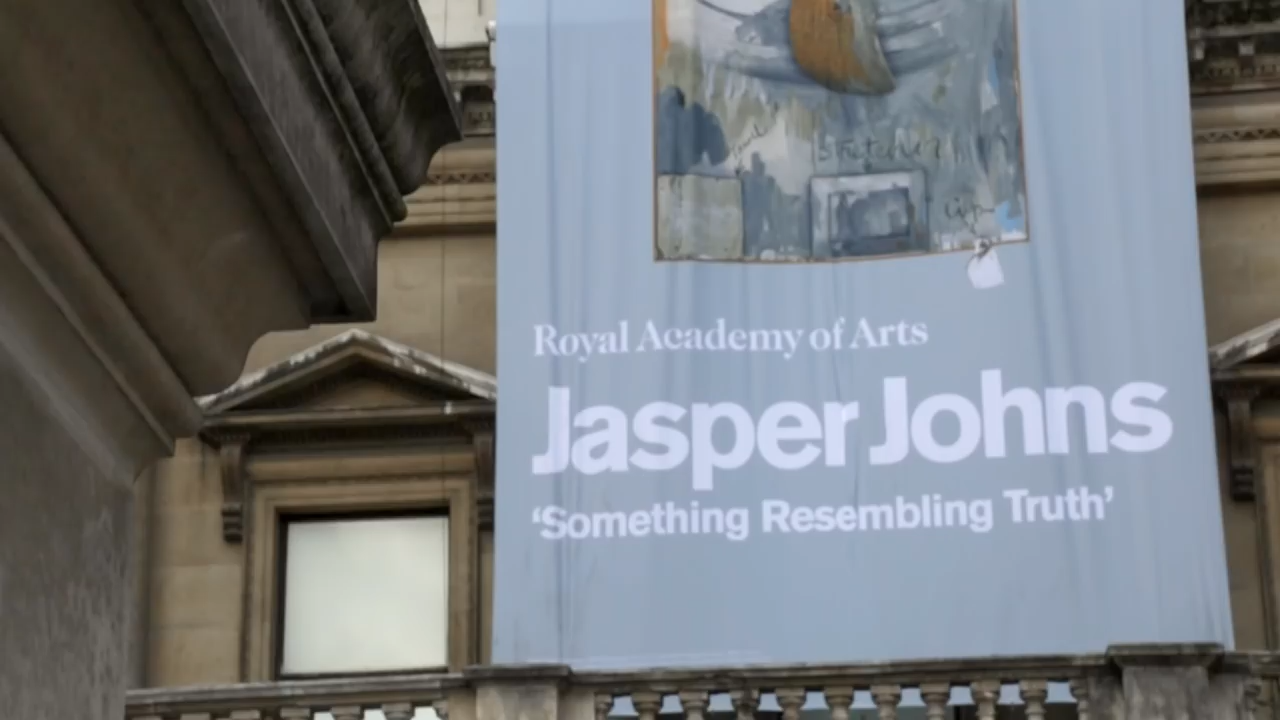 Royal Academy of Arts
Jasper Johns
‘Something Resembling Truth’